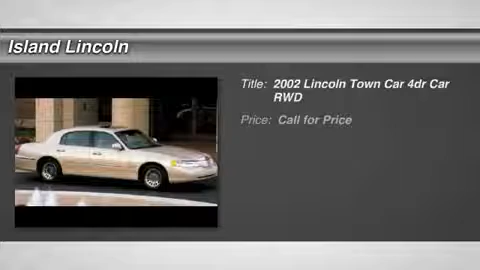 Island Lincoln
Title: 2002 Lincoln Town Car 4dr Car
RWD
Price: Call for Price